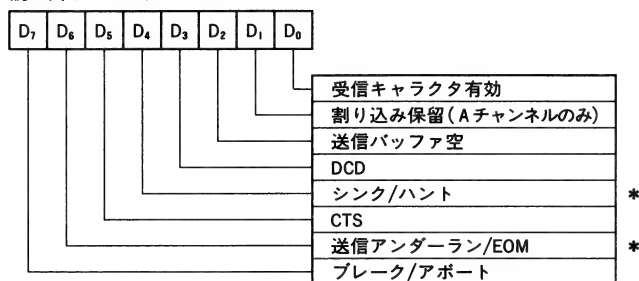 D₇ D₆ D₅ D₄ D₃ D₂ D₁ D₀
受信キャラクタ有効
割り込み保留(Aチャンネルのみ)
送信バッファ空
DCD
シンク/ハント *
CTS
送信アンダーラン/EOM *
ブレーク/アボート